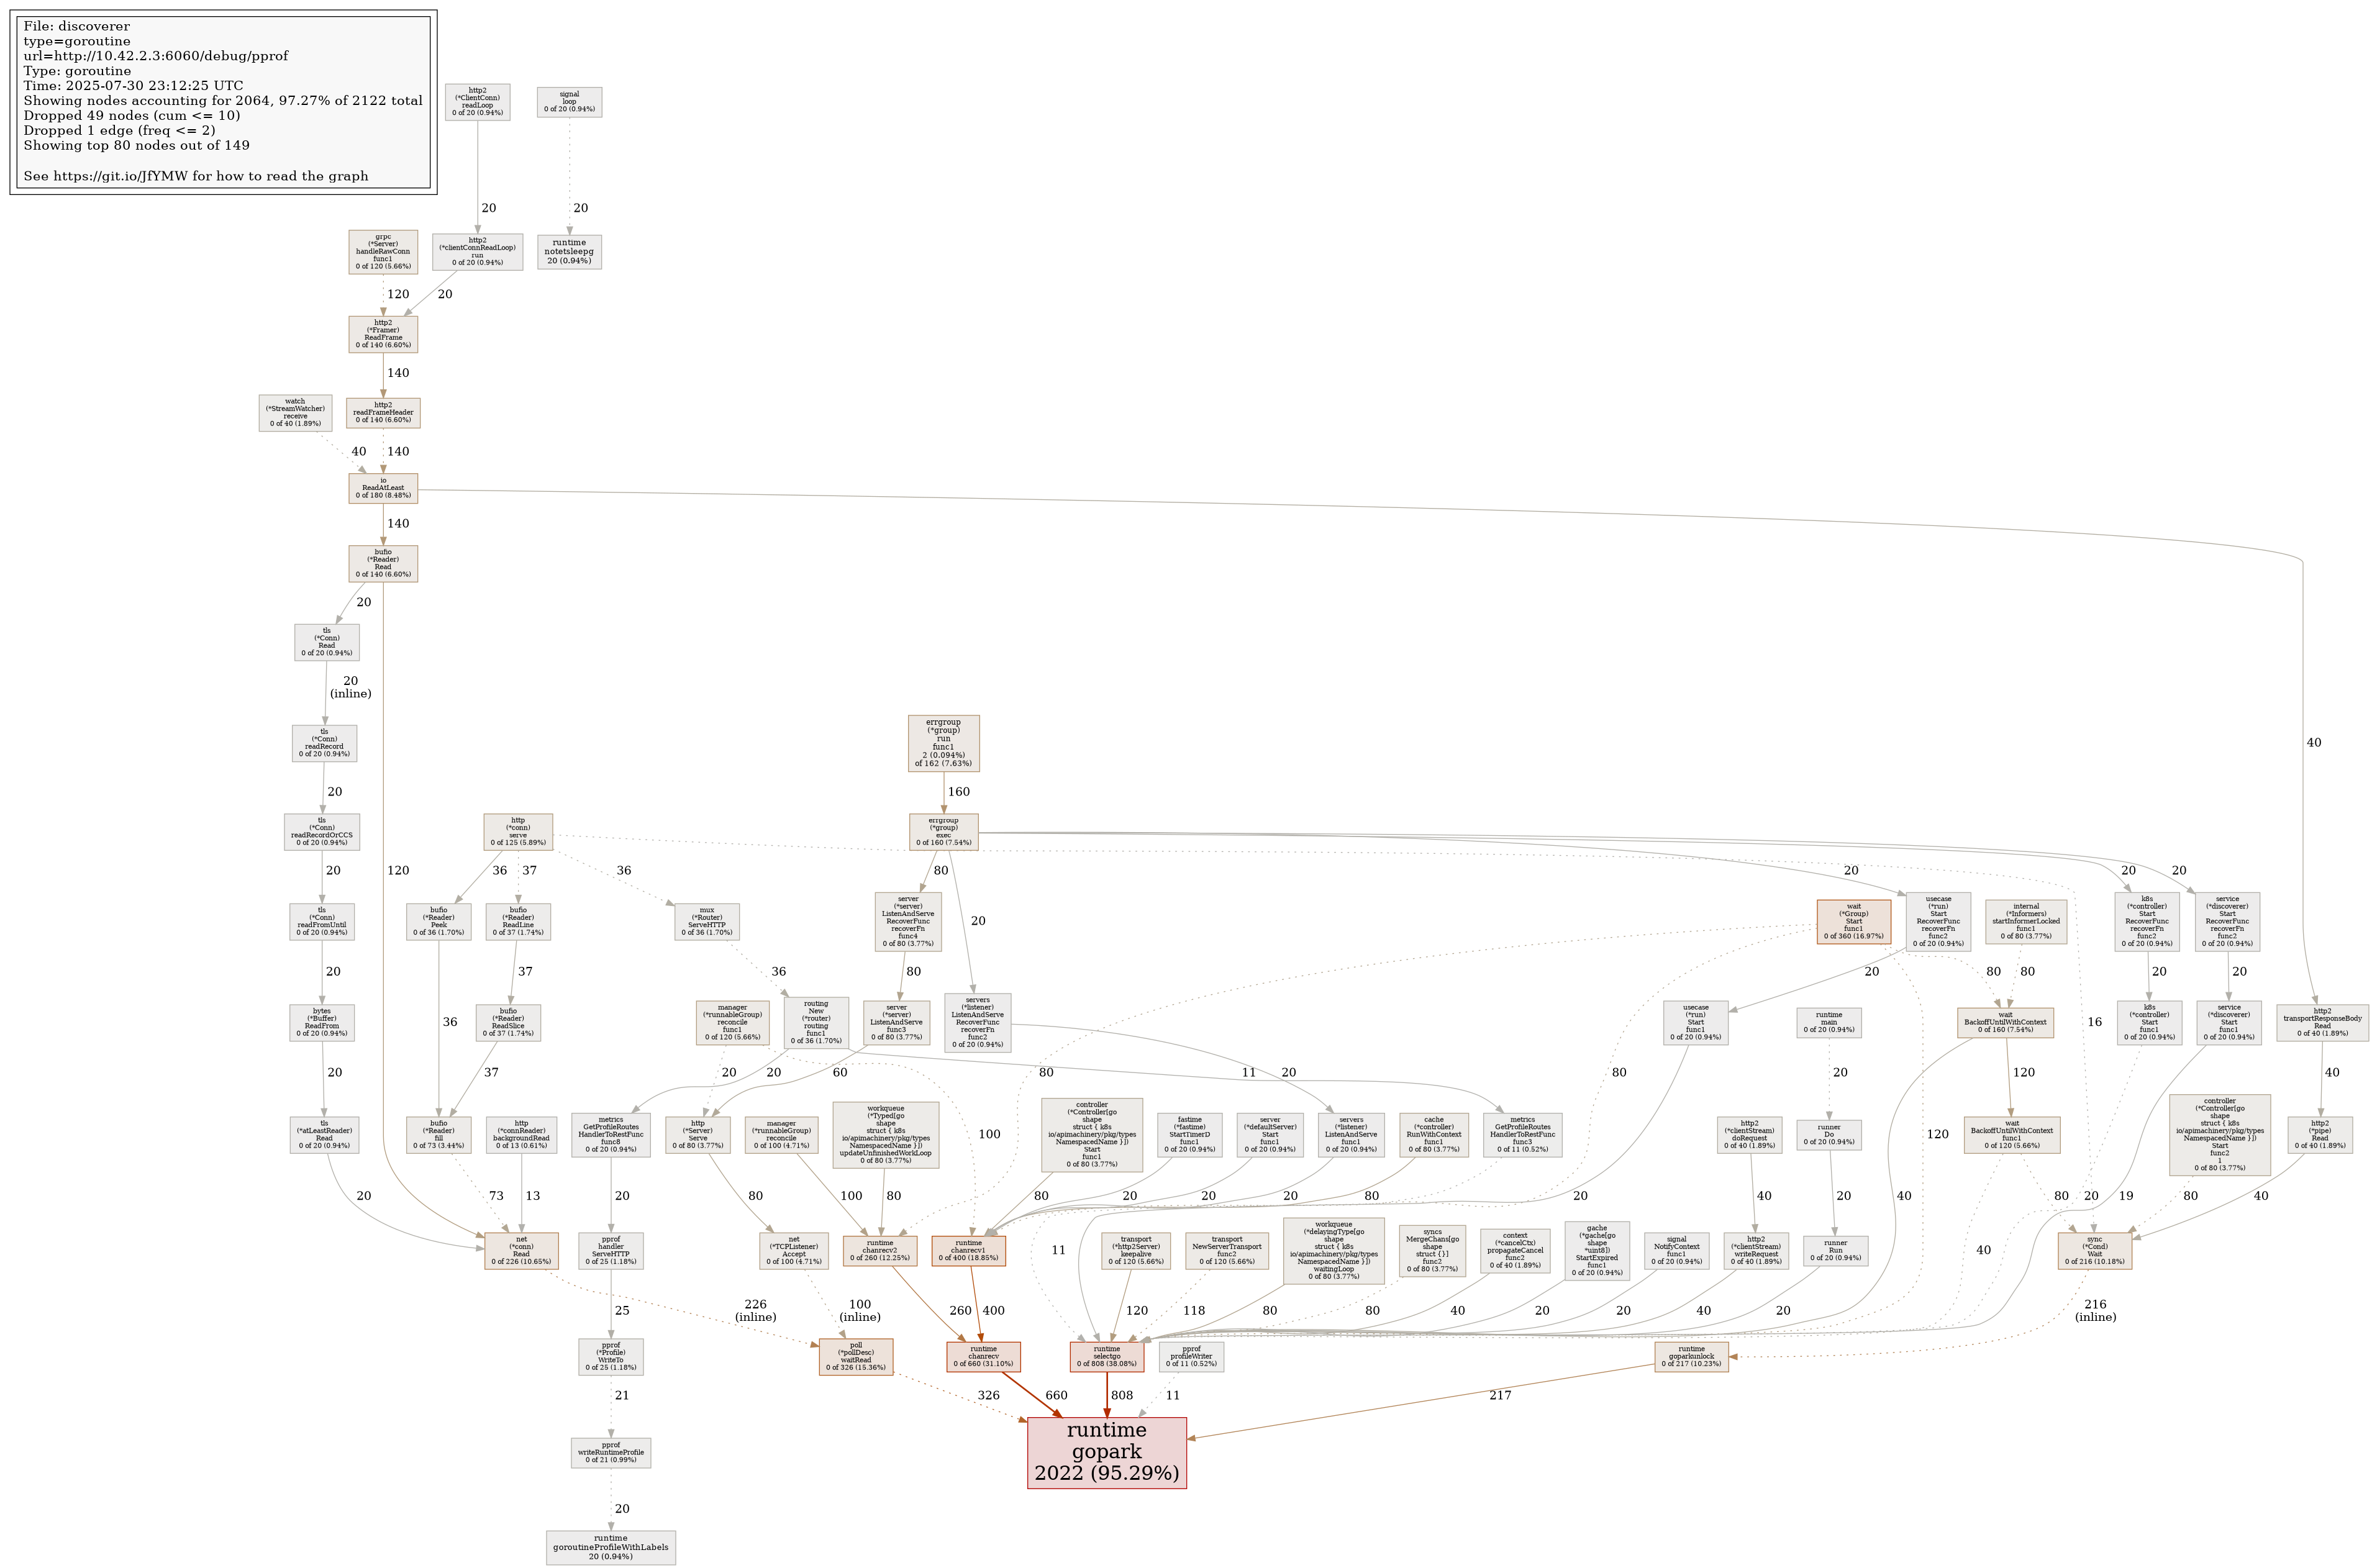 File: discoverer
type=goroutine
url=http://10.42.2.3:6060/debug/pprof
Type: goroutine
Time: 2025-07-30 23:12:25 UTC
Showing nodes accounting for 2064, 97.27% of 2122 total
Dropped 49 nodes (cum <= 10)
Dropped 1 edge (freq <= 2)
Showing top 80 nodes out of 149
See https://git.io/JfYMW for how to read the graph
http2
(*ClientConn)
readLoop
0 of 20 (0.94%)
signal
loop
0 of 20 (0.94%)
20
20
grpc
(*Server)
handleRawConn
func1
0 of 120 (5.66%)
http2
(*clientConnReadLoop)
run
0 of 20 (0.94%)
runtime
notetsleepg
20 (0.94%)
120
20
http2
(*Framer)
ReadFrame
0 of 140 (6.60%)
140
watch
(*StreamWatcher)
receive
0 of 40 (1.89%)
http2
readFrameHeader
0 of 140 (6.60%)
40
140
io
ReadAtLeast
0 of 180 (8.48%)
140
40
bufio
(*Reader)
Read
0 of 140 (6.60%)
20
120
tls
(*Conn)
Read
0 of 20 (0.94%)
20
(inline)
tls
(*Conn)
readRecord
0 of 20 (0.94%)
20
errgroup
(*group)
run
func1
2 (0.094%)
of 162 (7.63%)
160
tls
(*Conn)
readRecordOrCCS
0 of 20 (0.94%)
20
http
(*conn)
serve
0 of 125 (5.89%)
36
37
36
16
errgroup
(*group)
exec
0 of 160 (7.54%)
80
20
20
20
20
tls
(*Conn)
readFromUntil
0 of 20 (0.94%)
20
bufio
(*Reader)
Peek
0 of 36 (1.70%)
36
bufio
(*Reader)
ReadLine
0 of 37 (1.74%)
37
mux
(*Router)
ServeHTTP
0 of 36 (1.70%)
36
server
(*server)
ListenAndServe
RecoverFunc
recoverFn
func4
0 of 80 (3.77%)
80
wait
(*Group)
Start
func1
0 of 360 (16.97%)
80
80
120
80
usecase
(*run)
Start
RecoverFunc
recoverFn
func2
0 of 20 (0.94%)
20
internal
(*Informers)
startInformerLocked
func1
0 of 80 (3.77%)
80
k8s
(*controller)
Start
RecoverFunc
recoverFn
func2
0 of 20 (0.94%)
20
service
(*discoverer)
Start
RecoverFunc
recoverFn
func2
0 of 20 (0.94%)
20
bytes
(*Buffer)
ReadFrom
0 of 20 (0.94%)
20
bufio
(*Reader)
ReadSlice
0 of 37 (1.74%)
37
manager
(*runnableGroup)
reconcile
func1
0 of 120 (5.66%)
20
100
routing
New
(*router)
routing
func1
0 of 36 (1.70%)
20
11
server
(*server)
ListenAndServe
func3
0 of 80 (3.77%)
60
servers
(*listener)
ListenAndServe
RecoverFunc
recoverFn
func2
0 of 20 (0.94%)
20
usecase
(*run)
Start
func1
0 of 20 (0.94%)
20
runtime
main
0 of 20 (0.94%)
20
wait
BackoffUntilWithContext
0 of 160 (7.54%)
120
40
k8s
(*controller)
Start
func1
0 of 20 (0.94%)
20
service
(*discoverer)
Start
func1
0 of 20 (0.94%)
19
http2
transportResponseBody
Read
0 of 40 (1.89%)
40
tls
(*atLeastReader)
Read
0 of 20 (0.94%)
20
bufio
(*Reader)
fill
0 of 73 (3.44%)
73
http
(*connReader)
backgroundRead
0 of 13 (0.61%)
13
metrics
GetProfileRoutes
HandlerToRestFunc
func8
0 of 20 (0.94%)
20
http
(*Server)
Serve
0 of 80 (3.77%)
80
manager
(*runnableGroup)
reconcile
0 of 100 (4.71%)
100
workqueue
(*Typed[go
shape
struct { k8s
io/apimachinery/pkg/types
NamespacedName }])
updateUnfinishedWorkLoop
0 of 80 (3.77%)
80
controller
(*Controller[go
shape
struct { k8s
io/apimachinery/pkg/types
NamespacedName }])
Start
func1
0 of 80 (3.77%)
80
fastime
(*fastime)
StartTimerD
func1
0 of 20 (0.94%)
20
server
(*defaultServer)
Start
func1
0 of 20 (0.94%)
20
servers
(*listener)
ListenAndServe
func1
0 of 20 (0.94%)
20
cache
(*controller)
RunWithContext
func1
0 of 80 (3.77%)
80
metrics
GetProfileRoutes
HandlerToRestFunc
func3
0 of 11 (0.52%)
11
http2
(*clientStream)
doRequest
0 of 40 (1.89%)
40
runner
Do
0 of 20 (0.94%)
20
wait
BackoffUntilWithContext
func1
0 of 120 (5.66%)
80
40
controller
(*Controller[go
shape
struct { k8s
io/apimachinery/pkg/types
NamespacedName }])
Start
func2
1
0 of 80 (3.77%)
80
http2
(*pipe)
Read
0 of 40 (1.89%)
40
net
(*conn)
Read
0 of 226 (10.65%)
226
(inline)
pprof
handler
ServeHTTP
0 of 25 (1.18%)
25
net
(*TCPListener)
Accept
0 of 100 (4.71%)
100
(inline)
runtime
chanrecv2
0 of 260 (12.25%)
260
runtime
chanrecv1
0 of 400 (18.85%)
400
transport
(*http2Server)
keepalive
0 of 120 (5.66%)
120
transport
NewServerTransport
func2
0 of 120 (5.66%)
118
workqueue
(*delayingType[go
shape
struct { k8s
io/apimachinery/pkg/types
NamespacedName }])
waitingLoop
0 of 80 (3.77%)
80
syncs
MergeChans[go
shape
struct {}]
func2
0 of 80 (3.77%)
80
context
(*cancelCtx)
propagateCancel
func2
0 of 40 (1.89%)
40
gache
(*gache[go
shape
*uint8])
StartExpired
func1
0 of 20 (0.94%)
20
signal
NotifyContext
func1
0 of 20 (0.94%)
20
http2
(*clientStream)
writeRequest
0 of 40 (1.89%)
40
runner
Run
0 of 20 (0.94%)
20
sync
(*Cond)
Wait
0 of 216 (10.18%)
216
(inline)
pprof
(*Profile)
WriteTo
0 of 25 (1.18%)
21
poll
(*pollDesc)
waitRead
0 of 326 (15.36%)
326
runtime
chanrecv
0 of 660 (31.10%)
660
runtime
selectgo
0 of 808 (38.08%)
808
pprof
profileWriter
0 of 11 (0.52%)
11
runtime
goparkunlock
0 of 217 (10.23%)
217
pprof
writeRuntimeProfile
0 of 21 (0.99%)
20
runtime
gopark
2022 (95.29%)
runtime
goroutineProfileWithLabels
20 (0.94%)